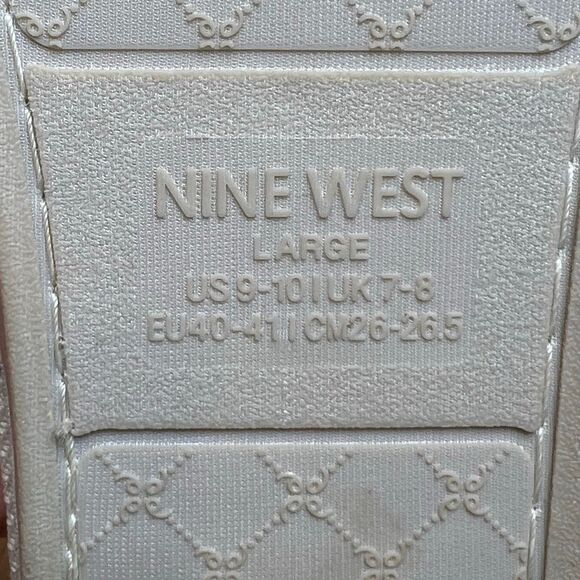 NINE WEST
LARGE
US 9-10 | UK 7-8
EU 40-41 | CM 26-26.5